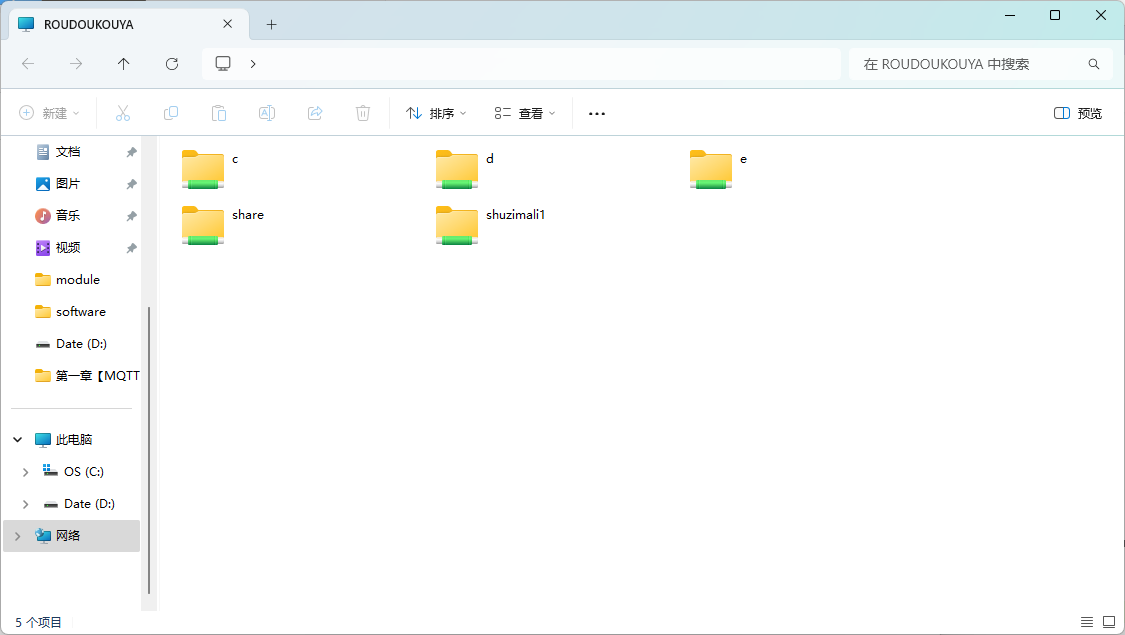 ROUDOUKOUYA
在 ROUDOUKOUYA 中搜索
新建
排序
查看
预览
文档
图片
音乐
视频
module
software
Date (D:)
第一章【MQTT
此电脑
OS (C:)
Date (D:)
网络
c
d
e
share
shuzimali1
5 个项目